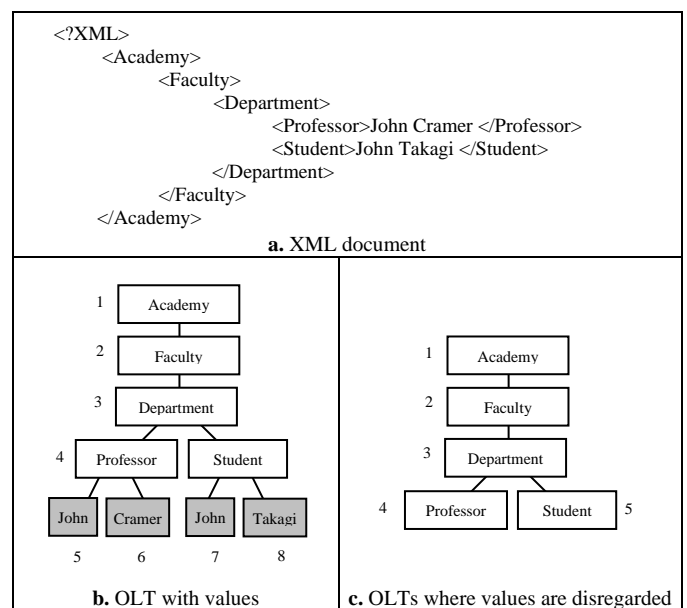 <?XML>
<Academy>
<Faculty>
<Department>
<Professor>John Cramer </Professor>
<Student>John Takagi </Student>
</Department>
</Faculty>
</Academy>
a. XML document
1 Academy
2 Faculty
3 Department
4 Professor Student
John Cramer John Takagi
5 6 7 8
b. OLT with values
1 Academy
2 Faculty
3 Department
4 Professor Student 5
c. OLTs where values are disregarded